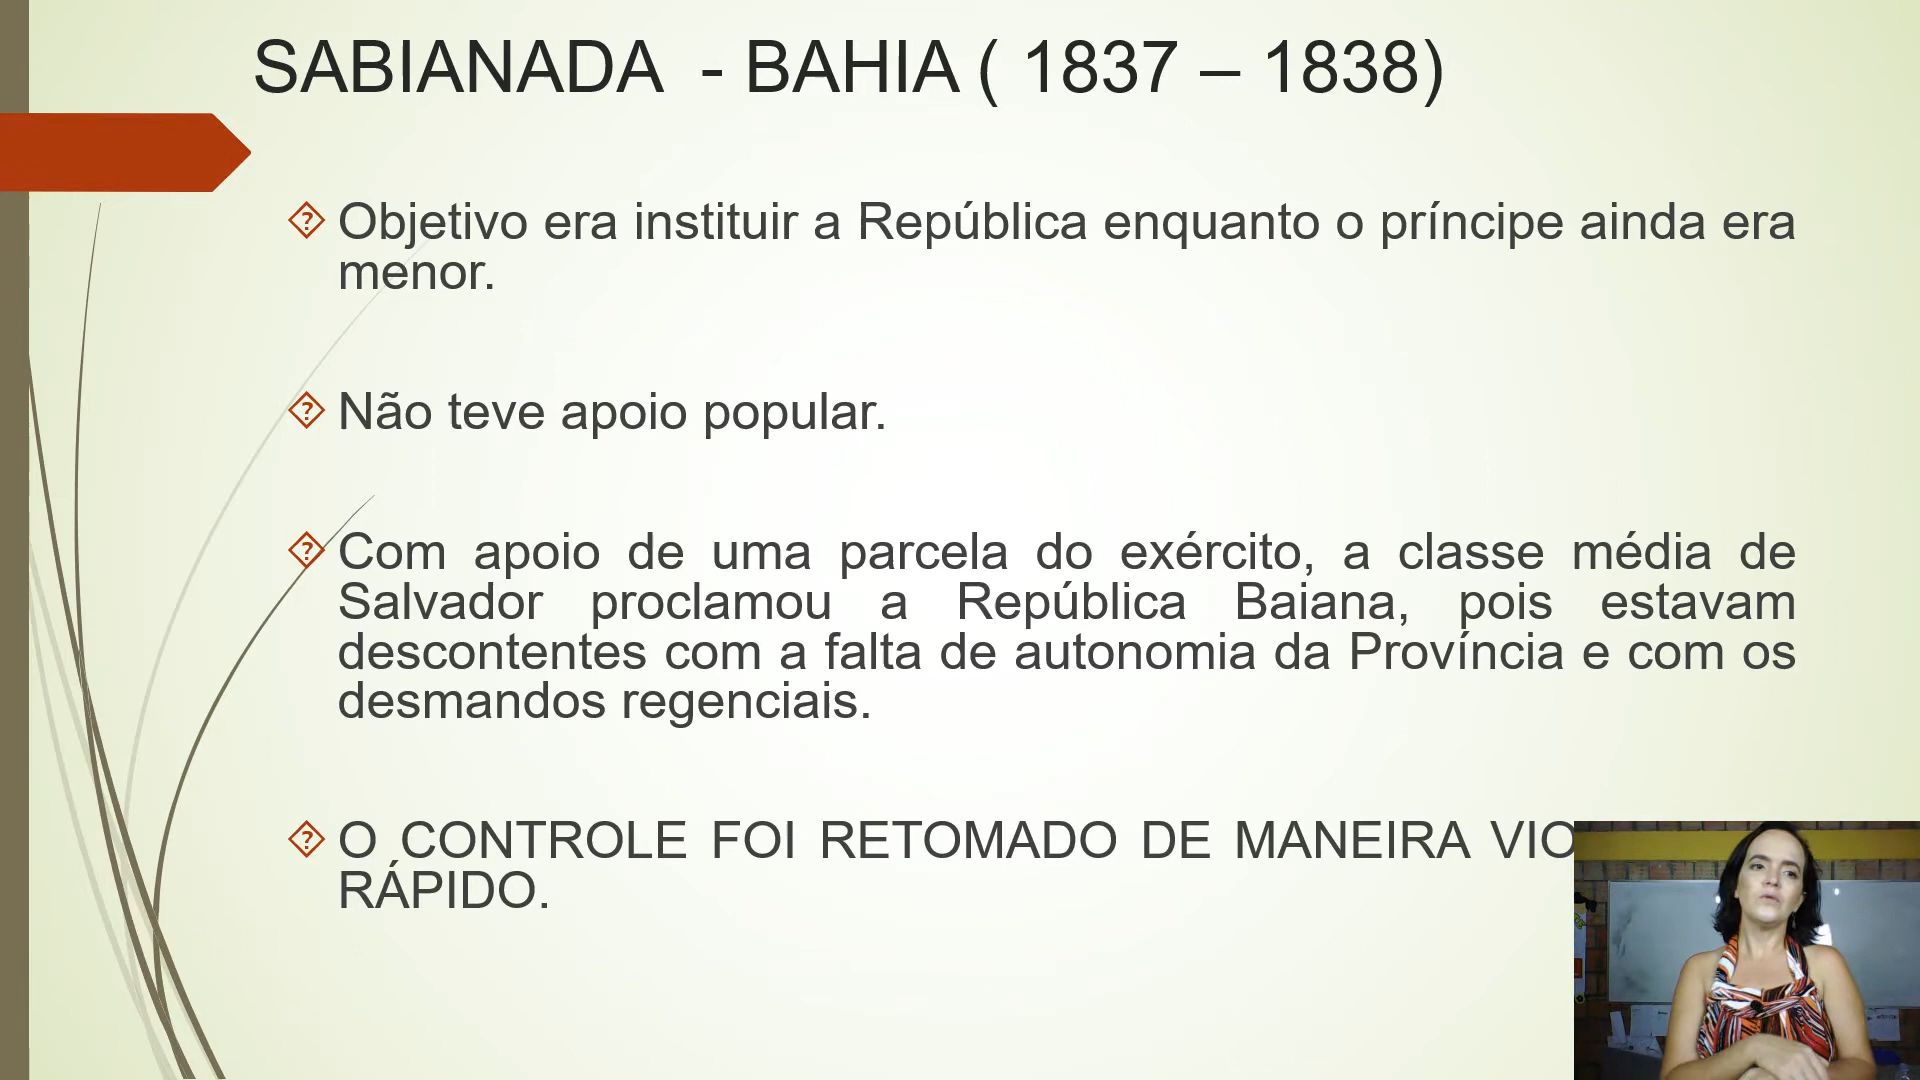 SABIANADA - BAHIA ( 1837 – 1838)
Objetivo era instituir a República enquanto o príncipe ainda era
menor.
Não teve apoio popular.
Com apoio de uma parcela do exército, a classe média de
Salvador proclamou a República Baiana, pois estavam
descontentes com a falta de autonomia da Província e com os
desmandos regenciais.
O CONTROLE FOI RETOMADO DE MANEIRA
RÁPIDO.